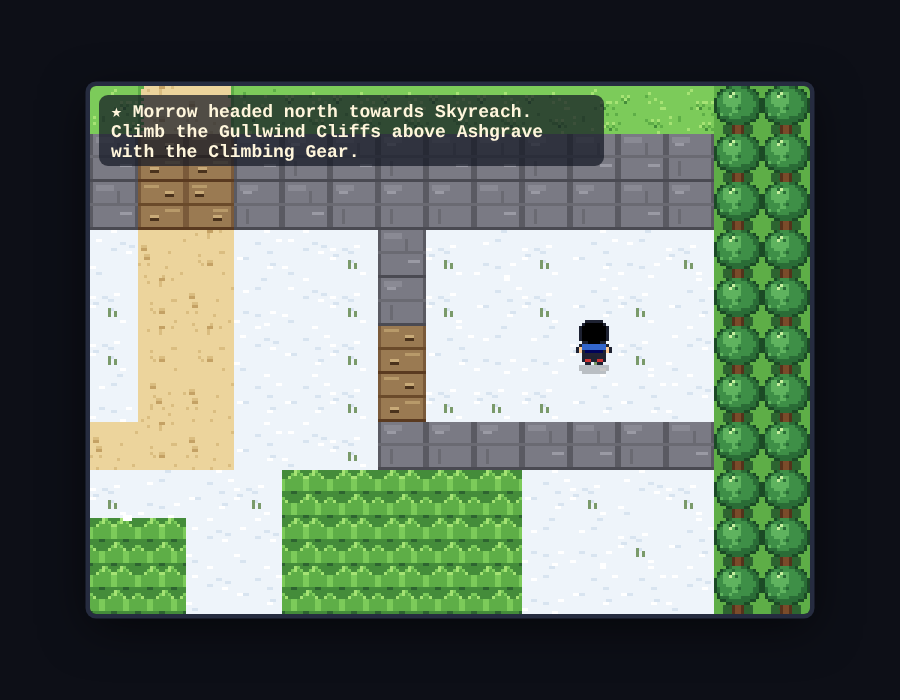 ★ Morrow headed north towards Skyreach.
Climb the Gullwind Cliffs above Ashgrave
with the Climbing Gear.